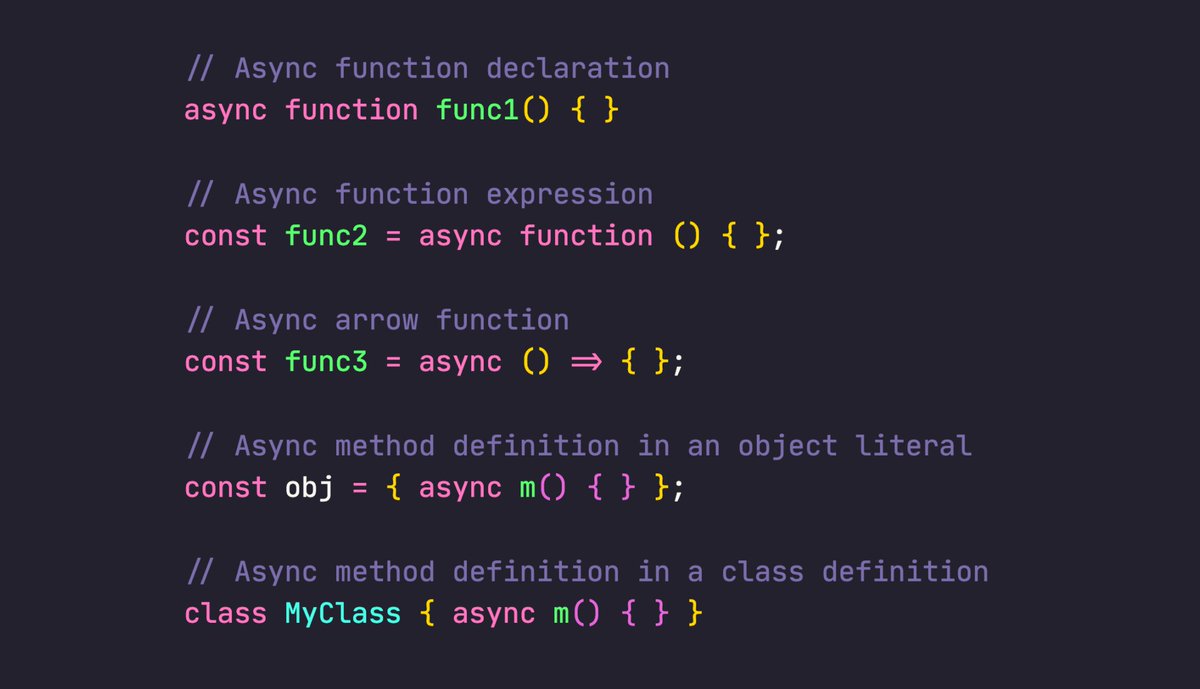 // Async function declaration
async function func1() { }
// Async function expression
const func2 = async function () { };
// Async arrow function
const func3 = async () => { };
// Async method definition in an object literal
const obj = { async m() { } };
// Async method definition in a class definition
class MyClass { async m() { } }